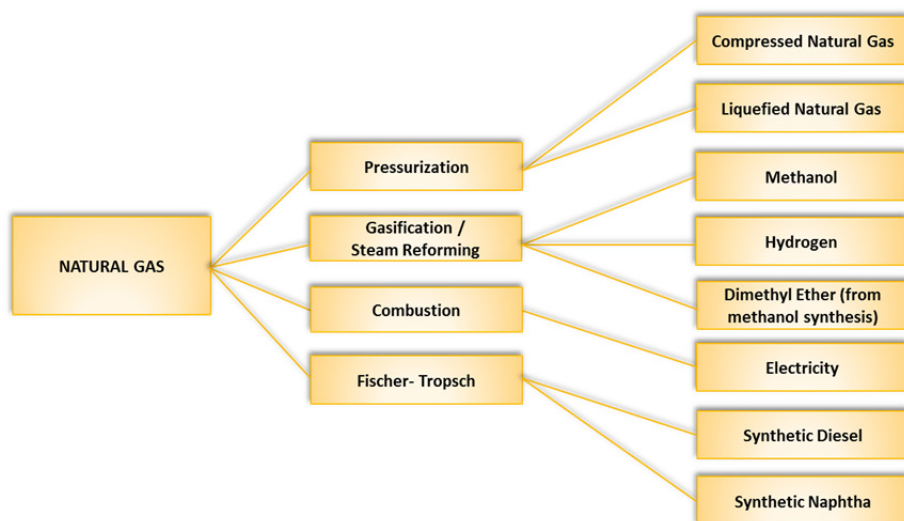 Compressed Natural Gas
Liquefied Natural Gas
Pressurization
Methanol
Gasification /
Steam Reforming
Hydrogen
NATURAL GAS
Dimethyl Ether (from
methanol synthesis)
Combustion
Electricity
Fischer- Tropsch
Synthetic Diesel
Synthetic Naphtha